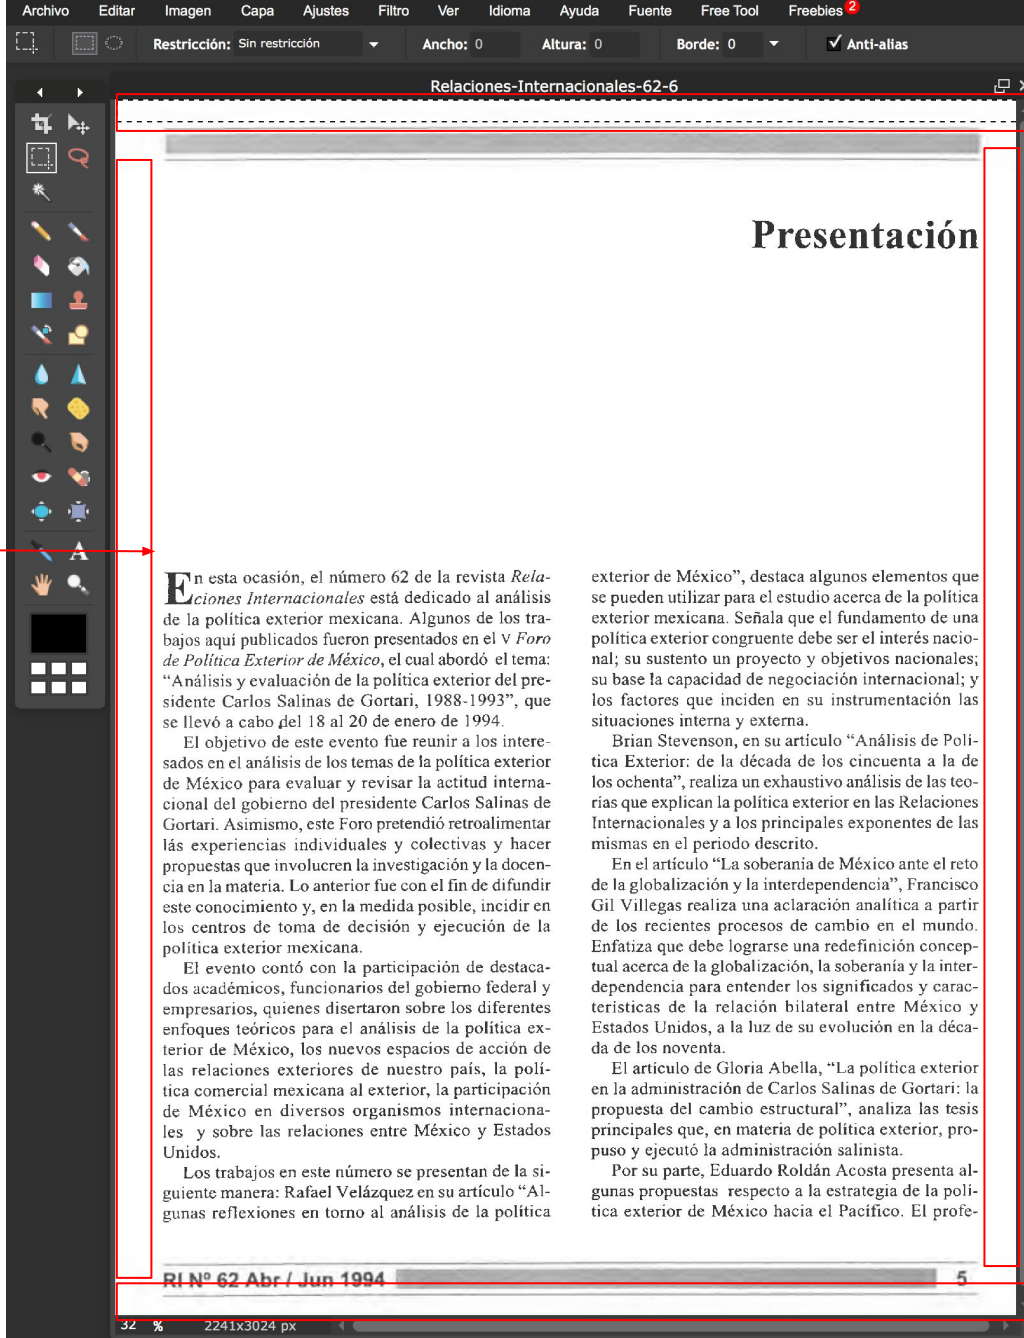 Archivo Editar Imagen Capa Ajustes Filtro Ver Idioma Ayuda Fuente Free Tool Freebies 2
Restricción: Sin restricción Ancho: 0 Altura: 0 Borde: 0 Anti-alias
Relaciones-Internacionales-62-6
Presentación
En esta ocasión, el número 62 de la revista Rela-
ciones Internacionales está dedicado al análisis
de la política exterior mexicana. Algunos de los tra-
bajos aquí publicados fueron presentados en el V Foro
de Política Exterior de México, el cual abordó el tema:
“Análisis y evaluación de la política exterior del pre-
sidente Carlos Salinas de Gortari, 1988-1993”, que
se llevó a cabo del 18 al 20 de enero de 1994.
El objetivo de este evento fue reunir a los intere-
sados en el análisis de los temas de la política exterior
de México para evaluar y revisar la actitud interna-
cional del gobierno del presidente Carlos Salinas de
Gortari. Asimismo, este Foro pretendió retroalimentar
lás experiencias individuales y colectivas y hacer
propuestas que involucren la investigación y la docen-
cia en la materia. Lo anterior fue con el fin de difundir
este conocimiento y, en la medida posible, incidir en
los centros de toma de decisión y ejecución de la
política exterior mexicana.
El evento contó con la participación de destaca-
dos académicos, funcionarios del gobierno federal y
empresarios, quienes disertaron sobre los diferentes
enfoques teóricos para el análisis de la política ex-
terior de México, los nuevos espacios de acción de
las relaciones exteriores de nuestro país, la polí-
tica comercial mexicana al exterior, la participación
de México en diversos organismos internaciona-
les y sobre las relaciones entre México y Estados
Unidos.
Los trabajos en este número se presentan de la si-
guiente manera: Rafael Velázquez en su artículo “Al-
gunas reflexiones en torno al análisis de la política
exterior de México”, destaca algunos elementos que
se pueden utilizar para el estudio acerca de la política
exterior mexicana. Señala que el fundamento de una
política exterior congruente debe ser el interés nacio-
nal; su sustento un proyecto y objetivos nacionales;
su base la capacidad de negociación internacional; y
los factores que inciden en su instrumentación las
situaciones interna y externa.
Brian Stevenson, en su artículo “Análisis de Polí-
tica Exterior: de la década de los cincuenta a la de
los ochenta”, realiza un exhaustivo análisis de las teo-
rías que explican la política exterior en las Relaciones
Internacionales y a los principales exponentes de las
mismas en el periodo descrito.
En el artículo “La soberanía de México ante el reto
de la globalización y la interdependencia”, Francisco
Gil Villegas realiza una aclaración analítica a partir
de los recientes procesos de cambio en el mundo.
Enfatiza que debe lograrse una redefinición concep-
tual acerca de la globalización, la soberanía y la inter-
dependencia para entender los significados y carac-
terísticas de la relación bilateral entre México y
Estados Unidos, a la luz de su evolución en la déca-
da de los noventa.
El artículo de Gloria Abella, “La política exterior
en la administración de Carlos Salinas de Gortari: la
propuesta del cambio estructural”, analiza las tesis
principales que, en materia de política exterior, pro-
puso y ejecutó la administración salinista.
Por su parte, Eduardo Roldán Acosta presenta al-
gunas propuestas respecto a la estrategia de la polí-
tica exterior de México hacia el Pacífico. El profe-
RI Nº 62 Abr / Jun 1994 5
32 % 2241x3024 px